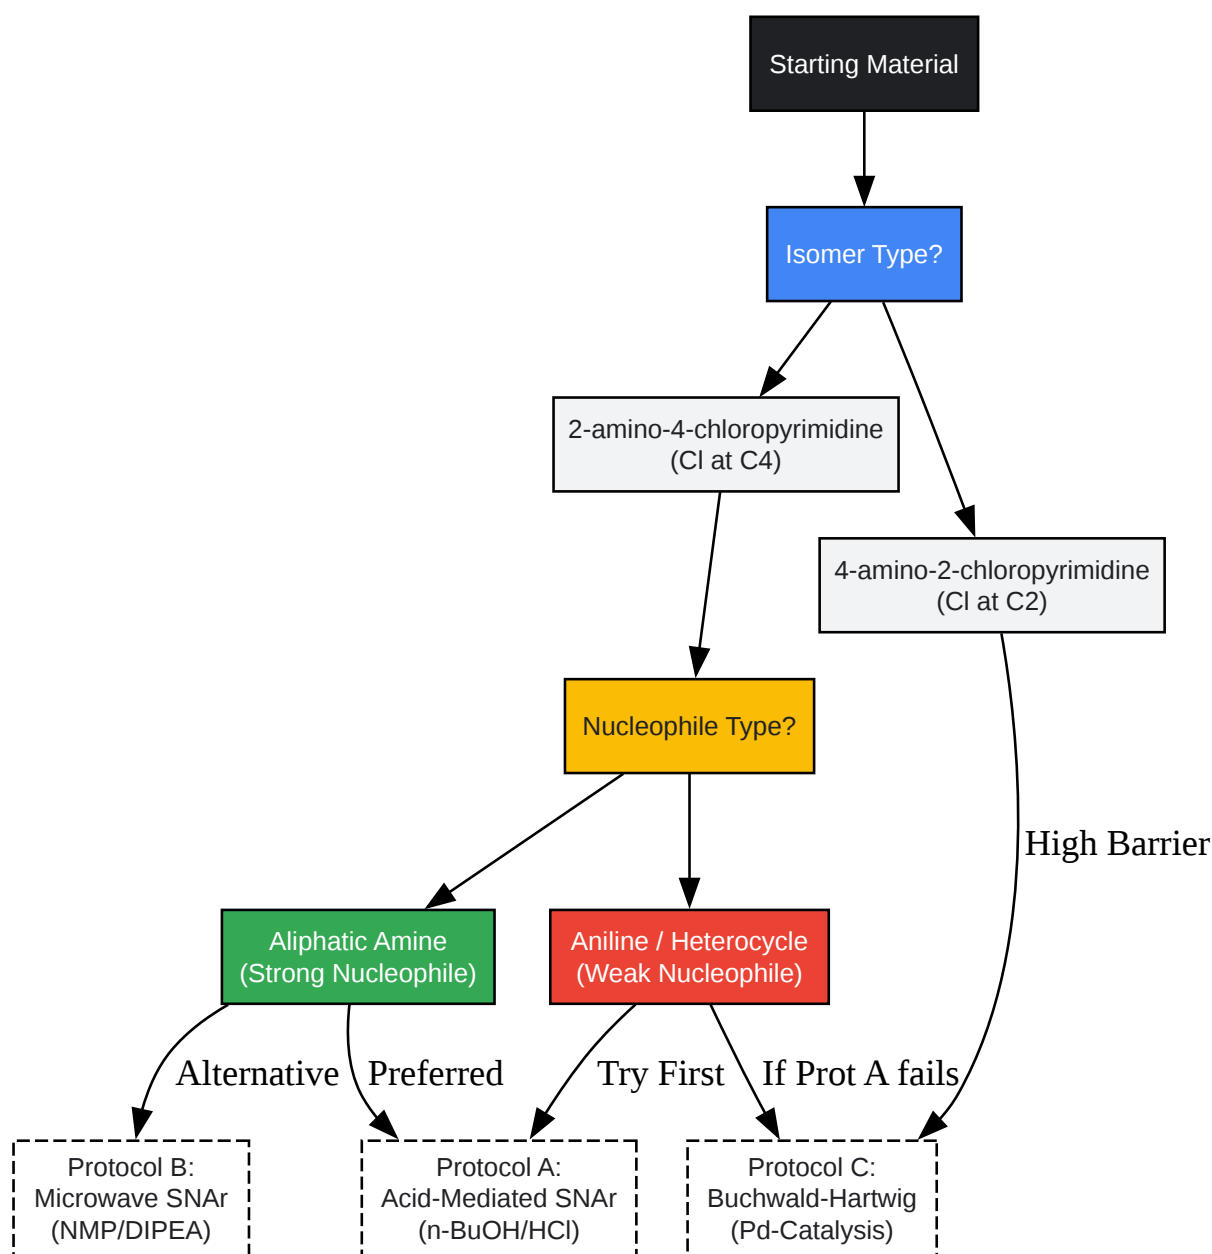 Starting Material
Isomer Type?
2-amino-4-chloropyrimidine
(Cl at C4)
4-amino-2-chloropyrimidine
(Cl at C2)
Nucleophile Type?
High Barrier
Aliphatic Amine
(Strong Nucleophile)
Aniline / Heterocycle
(Weak Nucleophile)
Alternative
Preferred
Try First
If Prot A fails
Protocol B:
Microwave SNAr
(NMP/DIPEA)
Protocol A:
Acid-Mediated SNAr
(n-BuOH/HCl)
Protocol C:
Buchwald-Hartwig
(Pd-Catalysis)